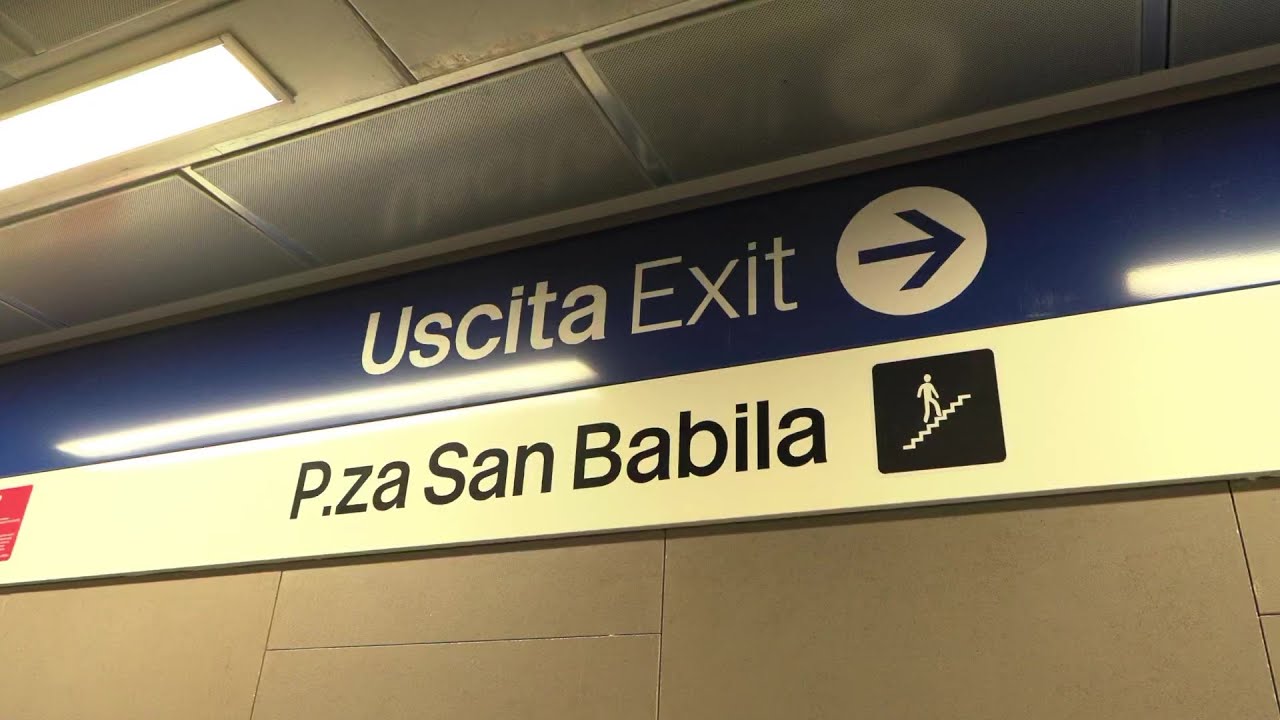 Uscita Exit
P.za San Babila